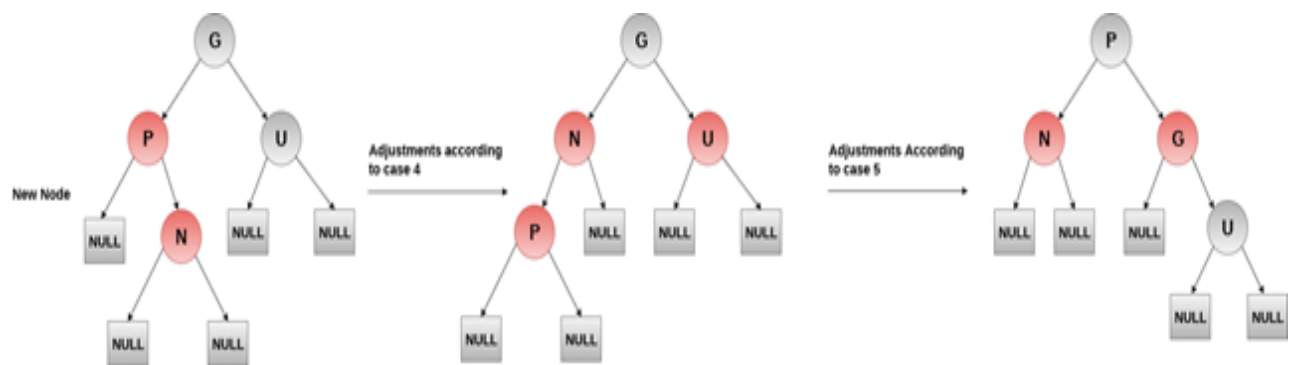 G
P
U
New Node
NULL
N
NULL
NULL
NULL
NULL
Adjustments according
to case 4
G
N
U
P
NULL
NULL
NULL
NULL
NULL
Adjustments According
to case 5
P
N
G
NULL
NULL
NULL
U
NULL
NULL